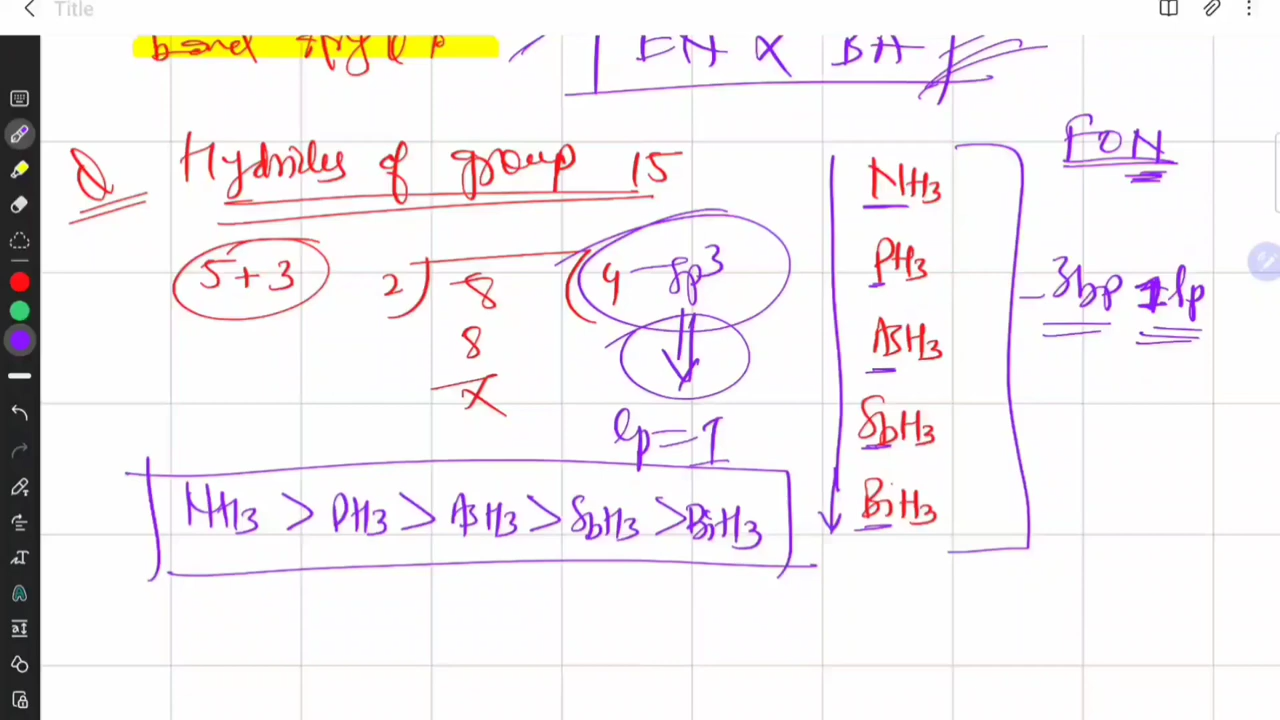 Title
EN ∝ BA
Q Hydrides of group 15
5+3
2) 8 (4 - sp3
8
x
lp = 1
NH3 > PH3 > AsH3 > SbH3 > BiH3
NH3
PH3
AsH3
SbH3
BiH3
FON
3bp 1lp